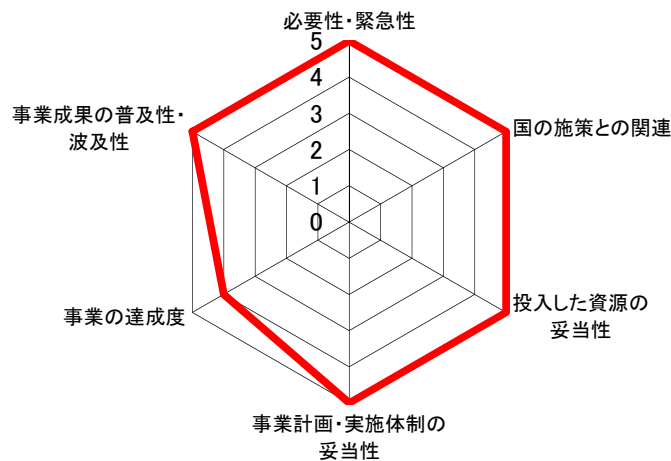 必要性・緊急性
5
4
3
2
1
0
事業成果の普及性・
波及性
国の施策との関連
事業の達成度
投入した資源の
妥当性
事業計画・実施体制の
妥当性